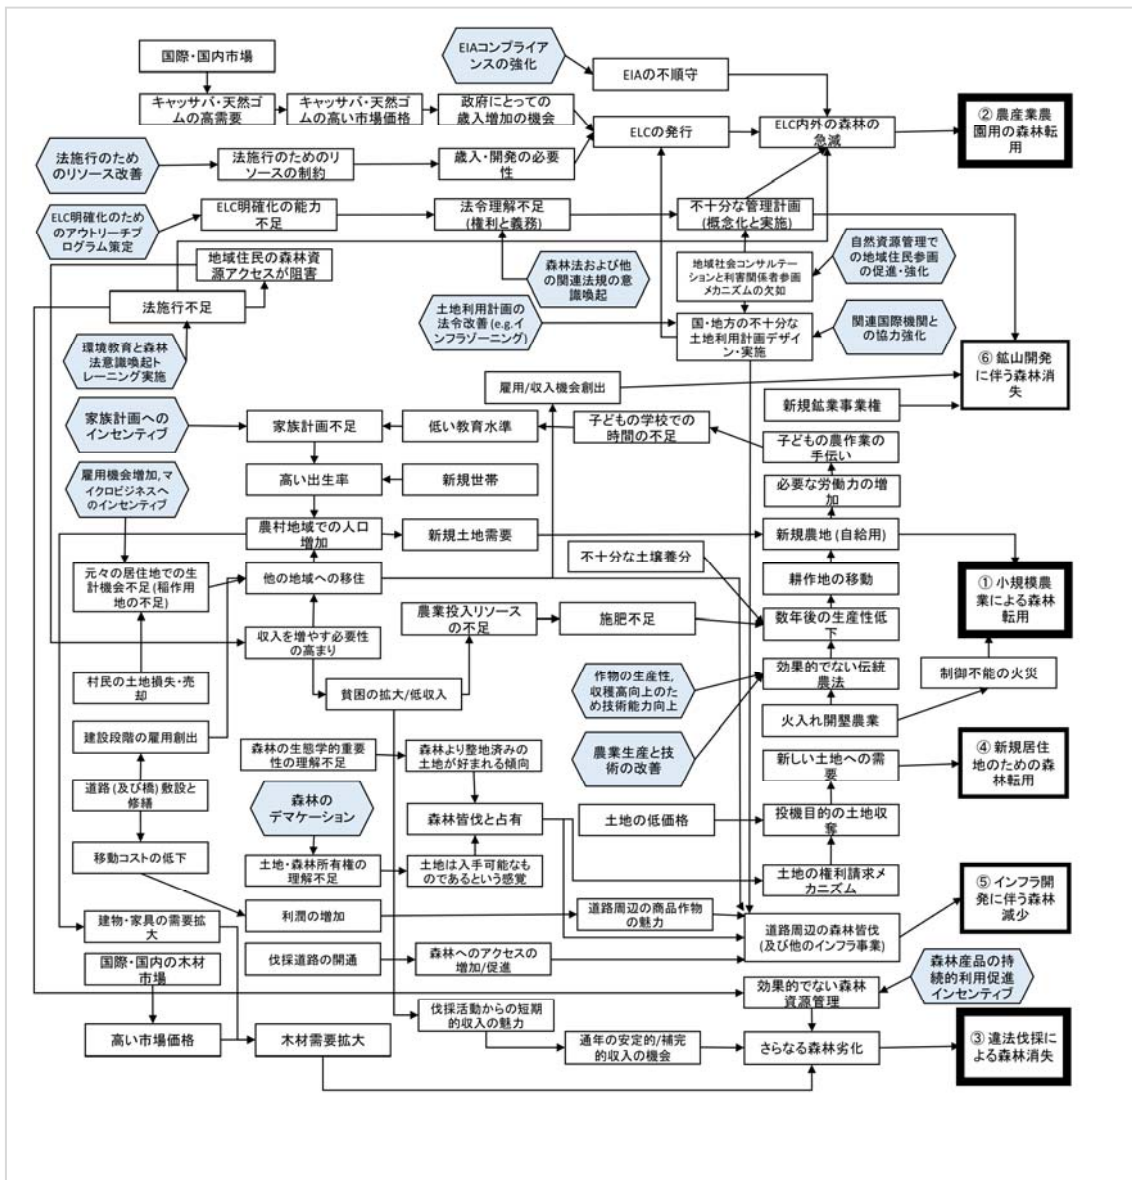 国際・国内市場
EIAコンプライ
アンスの強化
EIAの不順守
キャッサバ・天然ゴ
ムの高需要
キャッサバ・天然ゴ
ムの高い市場価格
政府にとっての
歳入増加の機会
ELCの発行
ELC内外の森林の
急減
② 農産業農
園用の森林転
用
法施行のため
のリソース改善
法施行のためのリ
ソースの制約
歳入・開発の必要
性
ELC明確化のため
のアウトリーチプ
ログラム策定
ELC明確化の能力
不足
法令理解不足
(権利と義務)
不十分な管理計画
(概念化と実施)
自然資源管理で
の地域住民参画
の促進・強化
地域住民の森林資
源アクセスが阻害
森林法および他
の関連法規の意
識喚起
地域社会コンサルテー
ションと利害関係者参画
メカニズムの欠如
法施行不足
土地利用計画の
法令改善 (e.g.イ
ンフラゾーニング)
国・地方の不十分な
土地利用計画デザイ
ン・実施
関連国際機関と
の協力強化
環境教育と森林
法意識喚起ト
レーニング実施
⑥ 鉱山開発
に伴う森林消
失
雇用/収入機会創出
新規鉱業事業権
家族計画への
インセンティブ
家族計画不足
低い教育水準
子どもの学校での
時間の不足
子どもの農作業の
手伝い
雇用機会増加, マ
イクロビジネスへ
のインセンティブ
高い出生率
新規世帯
必要な労働力の増
加
農村地域での人口
増加
新規土地需要
新規農地 (自給用)
不十分な土壌養分
元々の居住地での生
計機会不足 (稲作用
地の不足)
他の地域への移住
耕作地の移動
① 小規模農
業による森林
転用
農業投入リソース
の不足
施肥不足
数年後の生産性低
下
収入を増やす必要性
の高まり
効果的でない伝統
農法
制御不能の火災
村民の土地損失・売
却
貧困の拡大/低収入
作物の生産性,
収穫高向上のた
め技術能力向上
火入れ開墾農業
建設段階の雇用創出
森林の生態学的重要
性の理解不足
森林より整地済みの
土地が好まれる傾向
農業生産と技
術の改善
新しい土地への需
要
④ 新規居住
地のための森
林転用
道路 (及び橋) 敷設と
修繕
森林の
デマケーション
森林皆伐と占有
土地の低価格
投機目的の土地収
奪
移動コストの低下
土地・森林所有権の
理解不足
土地は入手可能なも
のであるという感覚
土地の権利請求メ
カニズム
⑤ インフラ開
発に伴う森林
減少
建物・家具の需要拡
大
利潤の増加
道路周辺の商品作物
の魅力
道路周辺の森林皆伐
(及び他のインフラ事業)
国際・国内の木材
市場
伐採道路の開通
森林へのアクセスの
増加/促進
効果的でない森林
資源管理
森林産品の持
続的利用促進
インセンティブ
高い市場価格
木材需要拡大
伐採活動からの短期
的収入の魅力
通年の安定的/補完
的収入の機会
さらなる森林劣化
③ 違法伐採に
よる森林消失